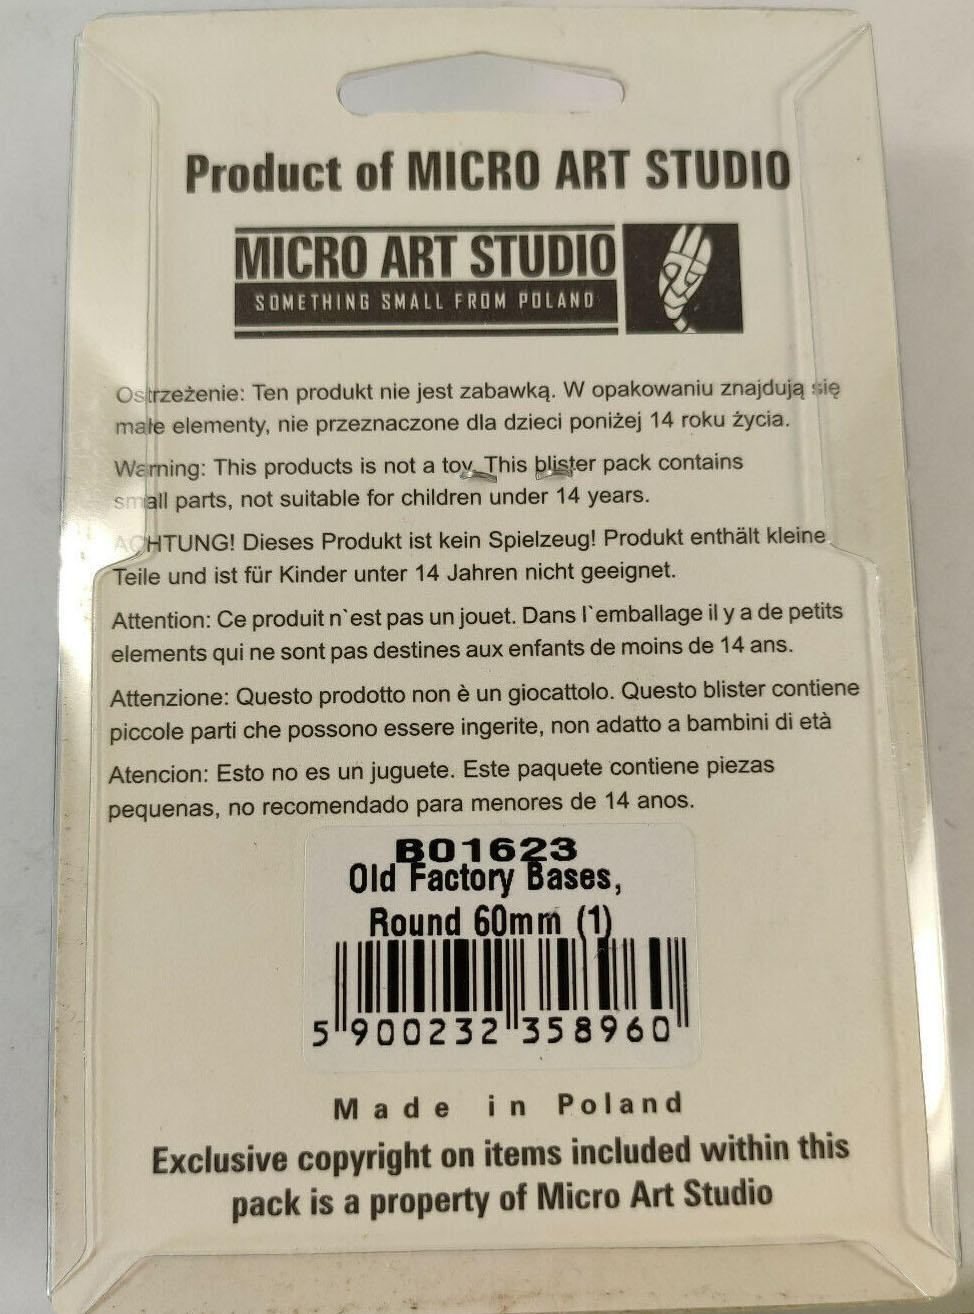 Product of MICRO ART STUDIO
MICRO ART STUDIO
SOMETHING SMALL FROM POLAND
Ostrzeżenie: Ten produkt nie jest zabawką. W opakowaniu znajdują się
małe elementy, nie przeznaczone dla dzieci poniżej 14 roku życia.
Warning: This products is not a toy. This blister pack contains
small parts, not suitable for children under 14 years.
ACHTUNG! Dieses Produkt ist kein Spielzeug! Produkt enthält kleine
Teile und ist für Kinder unter 14 Jahren nicht geeignet.
Attention: Ce produit n`est pas un jouet. Dans l`emballage il y a de petits
elements qui ne sont pas destines aux enfants de moins de 14 ans.
Attenzione: Questo prodotto non è un giocattolo. Questo blister contiene
piccole parti che possono essere ingerite, non adatto a bambini di età
Atencion: Esto no es un juguete. Este paquete contiene piezas
pequenas, no recomendado para menores de 14 anos.
B01623
Old Factory Bases,
Round 60mm (1)
5 900232 358960
Made in Poland
Exclusive copyright on items included within this
pack is a property of Micro Art Studio